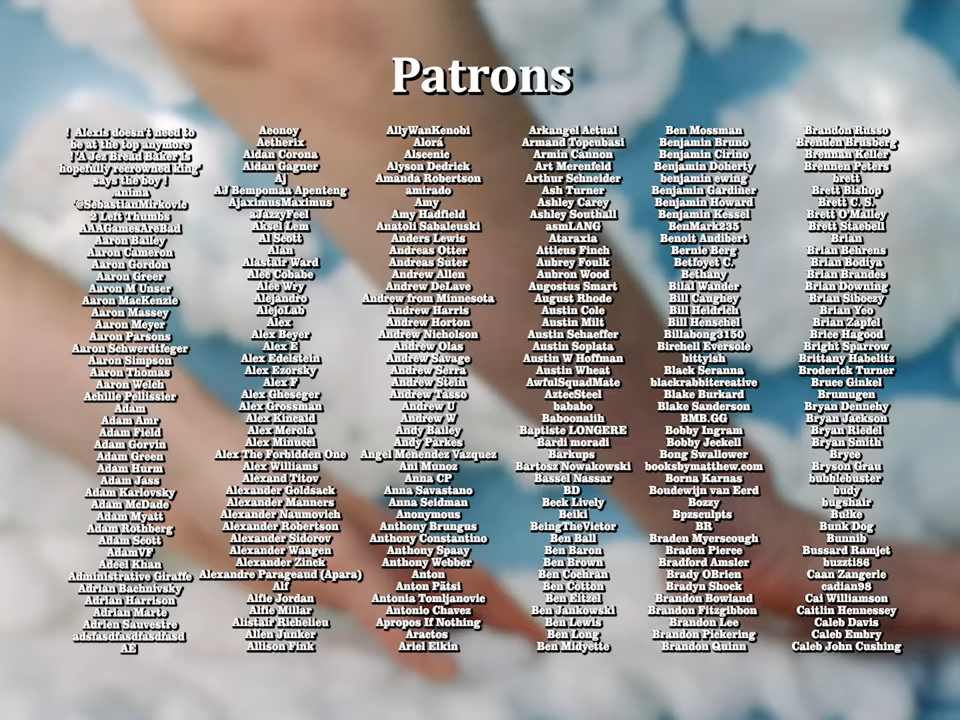 Patrons
! Alexis doesn't need to
be at the top anymore
! 'A Jez Bread Baker is
hopefully recrowned king'
says the boy !
.anima
'@SebastianMirkovic
2 Left Thumbs
AAAGamesAreBad
Aaron Bailey
Aaron Cameron
Aaron Gordon
Aaron Greer
Aaron M Unser
Aaron MacKenzie
Aaron Massey
Aaron Meyer
Aaron Parsons
Aaron Schwerdtfeger
Aaron Simpson
Aaron Thomas
Aaron Welch
Achille Pellissier
Adam
Adam Amr
Adam Field
Adam Gorvin
Adam Green
Adam Hurm
Adam Jass
Adam Karlovsky
Adam McDade
Adam Myatt
Adam Rothberg
Adam Scott
AdamVF
Adeel Khan
Administrative Giraffe
Adrian Bachnivsky
Adrian Harrison
Adrian Marte
Adrien Sauvestre
adsfasdfasdfasdfasd
AE
Aeonoy
Aetherix
Aidan Corona
Aidan Gagner
AJ
AJ Bempomaa Apenteng
AjaximusMaximus
aJazzyFeel
Aksel Lem
Al Scott
Alan
Alastair Ward
Alec Cobabe
Alec Wry
Alejandro
AlejoLab
Alex
Alex Beyer
Alex E
Alex Edelstein
Alex Ezorsky
Alex F
Alex Gheseger
Alex Grossman
Alex Kincaid
Alex Merola
Alex Minucci
Alex The Forbidden One
Alex Williams
Alexand Titov
Alexander Goldsack
Alexander Manners
Alexander Naumovich
Alexander Robertson
Alexander Sidorov
Alexander Waagen
Alexander Zinck
Alexandre Parageaud (Apara)
Alf
Alfie Jordan
Alfie Millar
Alistair Richelieu
Allen Junker
Allison Fink
AllyWanKenobi
Alorá
Alsceenie
Alyson Dedrick
Amanda Robertson
amirado
Amy
Amy Hadfield
Anatoli Sabaleuski
Anders Lewis
Andreas Otter
Andreas Suter
Andrew Allen
Andrew DeLave
Andrew from Minnesota
Andrew Harris
Andrew Horton
Andrew Nicholson
Andrew Olas
Andrew Savage
Andrew Serra
Andrew Stein
Andrew Tasso
Andrew U
Andrew W
Andy Bailey
Andy Parkes
Angel Menendez Vazquez
Ani Munoz
Anna CP
Anna Savastano
Anna Seidman
Anonymous
Anthony Brungus
Anthony Constantino
Anthony Spaay
Anthony Webber
Anton
Anton Pätsi
Antonia Tomljanovic
Antonio Chavez
Apropos If Nothing
Aractos
Ariel Elkin
Arkangel Actual
Armand Topcubasi
Armin Cannon
Art Merenfeld
Arthur Schneider
Ash Turner
Ashley Carey
Ashley Southall
asmLANG
Ataraxia
Atticus Finch
Aubrey Foulk
Aubron Wood
Augostus Smart
August Rhode
Austin Cole
Austin Milt
Austin Schaeffer
Austin Soplata
Austin W Hoffman
Austin Wheat
AwfulSquadMate
AztecSteel
bababo
Baboonaiih
Baptiste LONGERE
Bardi moradi
Barkups
Bartosz Nowakowski
Bassel Nassar
BD
Beck Lively
Beiki
BeingTheVictor
Ben Ball
Ben Baron
Ben Brown
Ben Cochran
Ben Cotton
Ben Eitzel
Ben Jankowski
Ben Lewis
Ben Long
Ben Midyette
Ben Mossman
Benjamin Bruno
Benjamin Cirino
Benjamin Doherty
benjamin ewing
Benjamin Gardiner
Benjamin Howard
Benjamin Kessel
BenMark235
Benoit Audibert
Bernie Berg
Betfoyet C.
Bethany
Bilal Wander
Bill Caughey
Bill Heidrich
Bill Henschel
Billabong3150
Birchell Eversole
bittyish
Black Seranna
blackrabbitcreative
Blake Burkard
Blake Sanderson
BMB.GG
Bobby Ingram
Bobby Jeckell
Bong Swallower
booksbymatthew.com
Borna Karnas
Boudewijn van Eerd
Bozzy
Bpzsculpts
BR
Braden Myerscough
Braden Pierce
Bradford Amsler
Brady OBrien
Bradyn Shock
Brandon Bowland
Brandon Fitzgibbon
Brandon Lee
Brandon Pickering
Brandon Quinn
Brandon Russo
Brenden Brusberg
Brennan Keller
Brennen Peters
brett
Brett Bishop
Brett C. S.
Brett O'Malley
Brett Staebell
Brian
Brian Behrens
Brian Bodiya
Brian Brandes
Brian Downing
Brian Siboczy
Brian Yeo
Brian Zapfel
Brice Hagood
Bright Sparrow
Brittany Habelitz
Broderick Turner
Bruce Ginkel
Brumugen
Bryan Dennehy
Bryan Jackson
Bryan Riedel
Bryan Smith
Bryce
Bryson Grau
bubblebuster
budy
bugshair
Bulko
Bunk Dog
Bunnib
Bussard Ramjet
buzzti86
Caan Zangerle
cadian98
Cai Williamson
Caitlin Hennessey
Caleb Davis
Caleb Embry
Caleb John Cushing